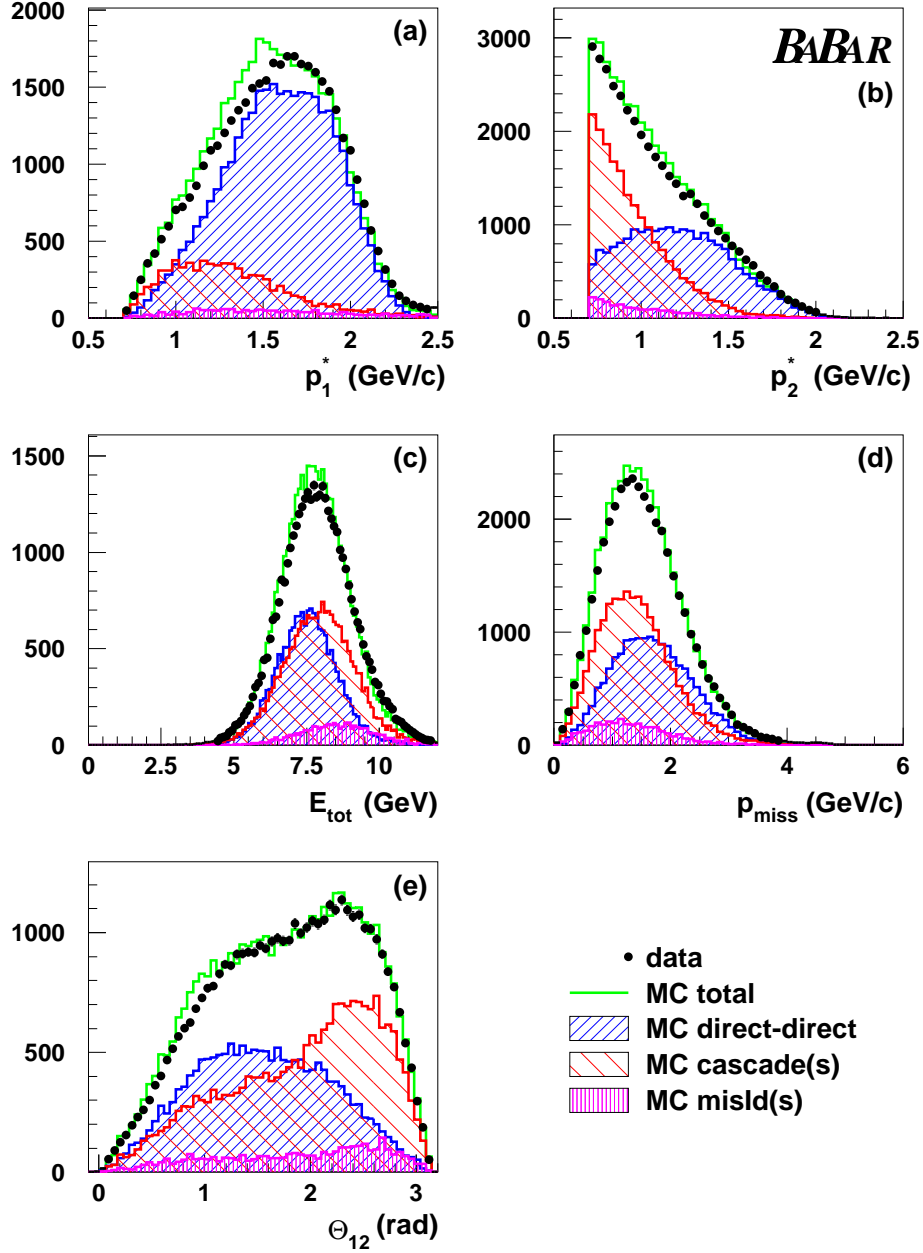 (a)
2000
1500
1000
500
0
0.5 1 1.5 2 2.5
p*1 (GeV/c)
BABAR
(b)
3000
2000
1000
0
0.5 1 1.5 2 2.5
p*2 (GeV/c)
(c)
1500
1000
500
0
0 2.5 5 7.5 10
Etot (GeV)
(d)
2000
1000
0
0 2 4 6
pmiss (GeV/c)
(e)
1000
500
0
0 1 2 3
Θ12 (rad)
data
MC total
MC direct-direct
MC cascade(s)
MC misId(s)